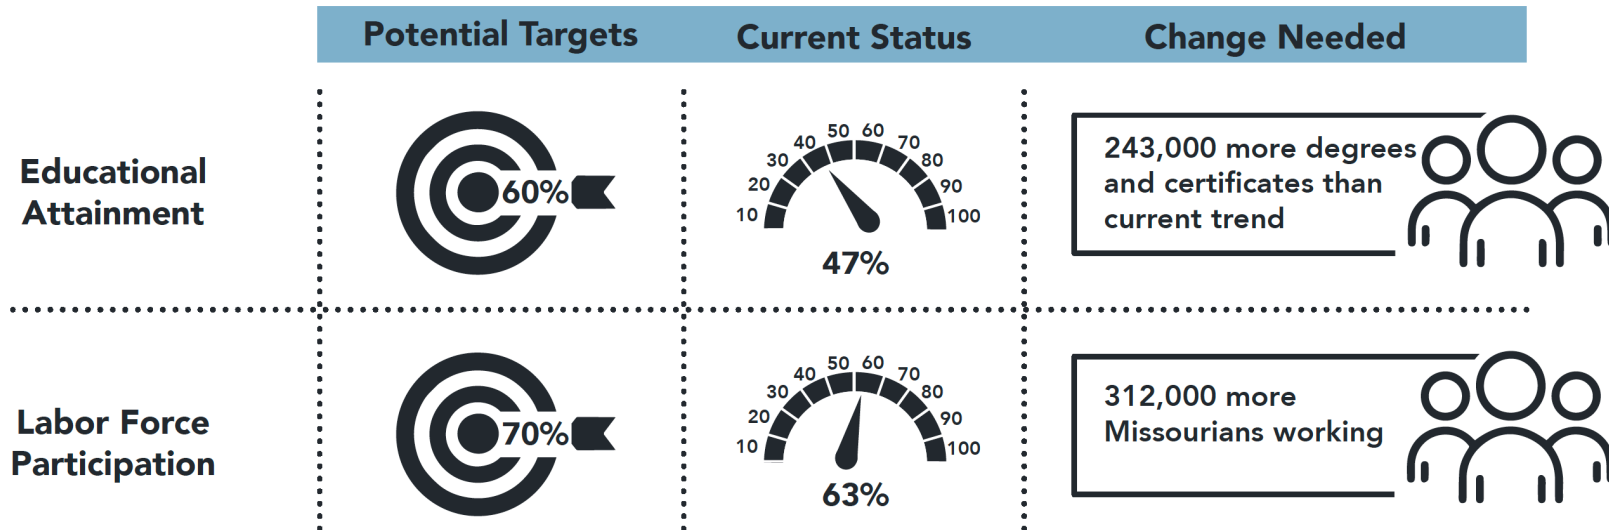 Potential Targets
Current Status
Change Needed
Educational
Attainment
60%
10
20
30
40
50
60
70
80
90
100
47%
243,000 more degrees
and certificates than
current trend
Labor Force
Participation
70%
10
20
30
40
50
60
70
80
90
100
63%
312,000 more
Missourians working